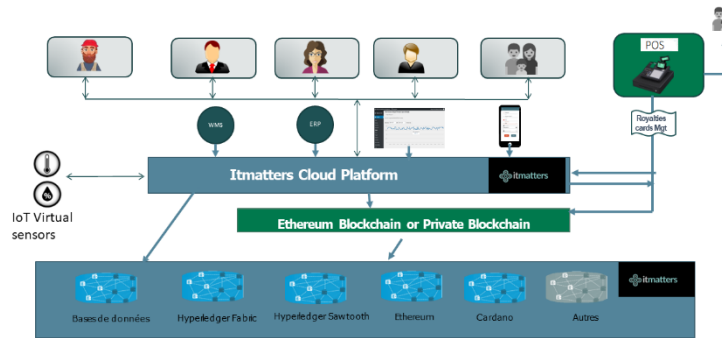 POS
Royalties
cards Mgt
WMS
ERP
Itmatters Cloud Platform
itmatters
%
IoT Virtual
sensors
Ethereum Blockchain or Private Blockchain
itmatters
Bases de données
Hyperledger Fabric
Hyperledger Sawtooth
Ethereum
Cardano
Autres